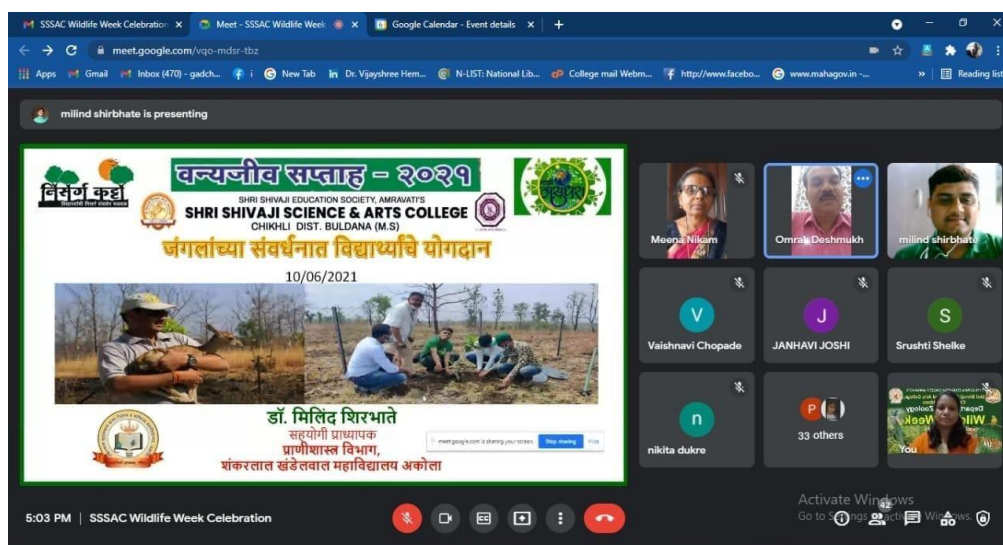 SSSAC Wildlife Week Celebration
Meet - SSSAC Wildlife Week
Google Calendar - Event details
meet.google.com/vqo-mdsr-tbz
Apps
Gmail
Inbox (470) - gadch...
i
New Tab
Dr. Vijayshree Hem...
N-LIST: National Lib...
College mail Webm...
http://www.facebo...
www.mahagov.in -...
»
Reading list
milind shirbhate is presenting
निसर्ग कट्टा
वन्यजीव सप्ताह - २०२१
SHRI SHIVAJI EDUCATION SOCIETY, AMRAVATI'S
SHRI SHIVAJI SCIENCE & ARTS COLLEGE
CHIKHLI DIST. BULDANA (M.S)
जंगलांच्या संवर्धनात विद्यार्थ्यांचे योगदान
10/06/2021
डॉ. मिलिंद शिरभाते
सहयोगी प्राध्यापक
प्राणीशास्त्र विभाग,
शंकरलाल खंडेलवाल महाविद्यालय अकोला
meet.google.com is sharing your screen.
Stop sharing
Hide
Meena Nikam
Omraj Deshmukh
milind shirbhate
V
Vaishnavi Chopade
J
JANHAVI JOSHI
S
Srushti Shelke
n
nikita dukre
P
33 others
You
Activate Windows
5:03 PM | SSSAC Wildlife Week Celebration
42